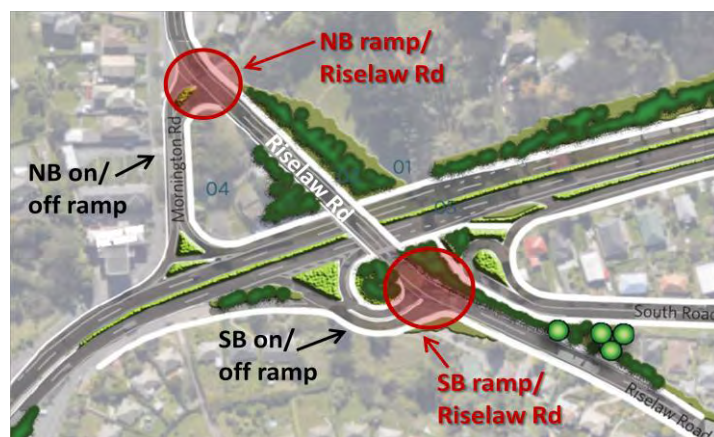 NB ramp/
Riselaw Rd
NB on/
off ramp
Mornington Rd
04
Riselaw Rd
01
05
SB on/
off ramp
South Road
SB ramp/
Riselaw Rd
Riselaw Road